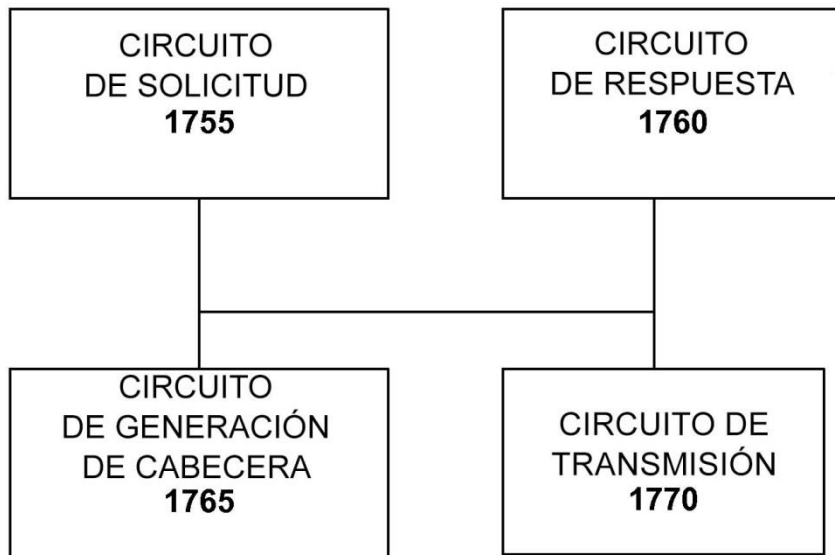 CIRCUITO
DE SOLICITUD
1755
CIRCUITO
DE RESPUESTA
1760
CIRCUITO
DE GENERACIÓN
DE CABECERA
1765
CIRCUITO DE
TRANSMISIÓN
1770